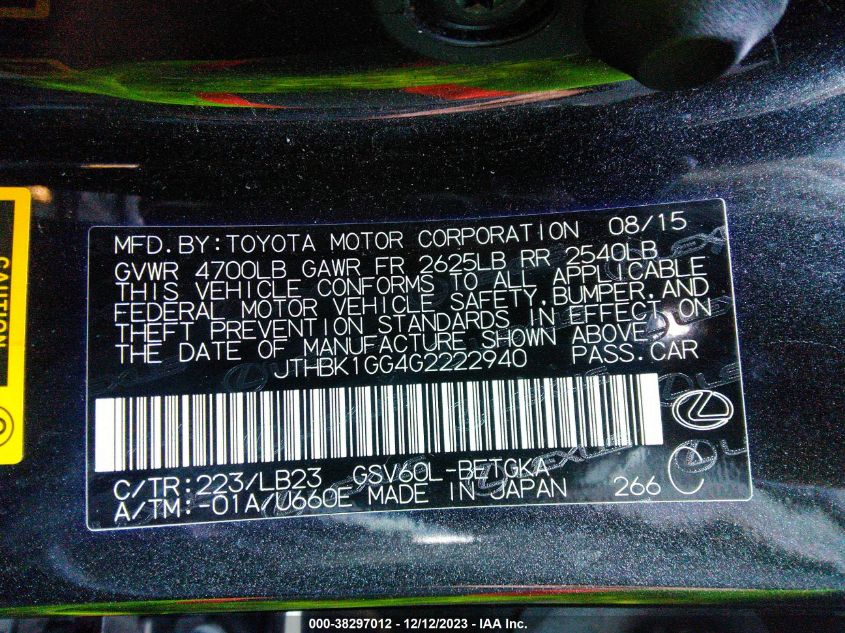 MFD. BY: TOYOTA MOTOR CORPORATION 08/15
GVWR 4700LB GAWR FR 2625LB RR 2540LB
THIS VEHICLE CONFORMS TO ALL APPLICABLE
FEDERAL MOTOR VEHICLE SAFETY, BUMPER, AND
THEFT PREVENTION STANDARDS IN EFFECT ON
THE DATE OF MANUFACTURE SHOWN ABOVE.
JTHBK1GG4G2222940 PASS. CAR
C/TR: 223/LB23 GSV60L-BETGKA
A/TM: -01A/U660E MADE IN JAPAN 266 C
CAUTION
000-38297012 - 12/12/2023 - IAA Inc.